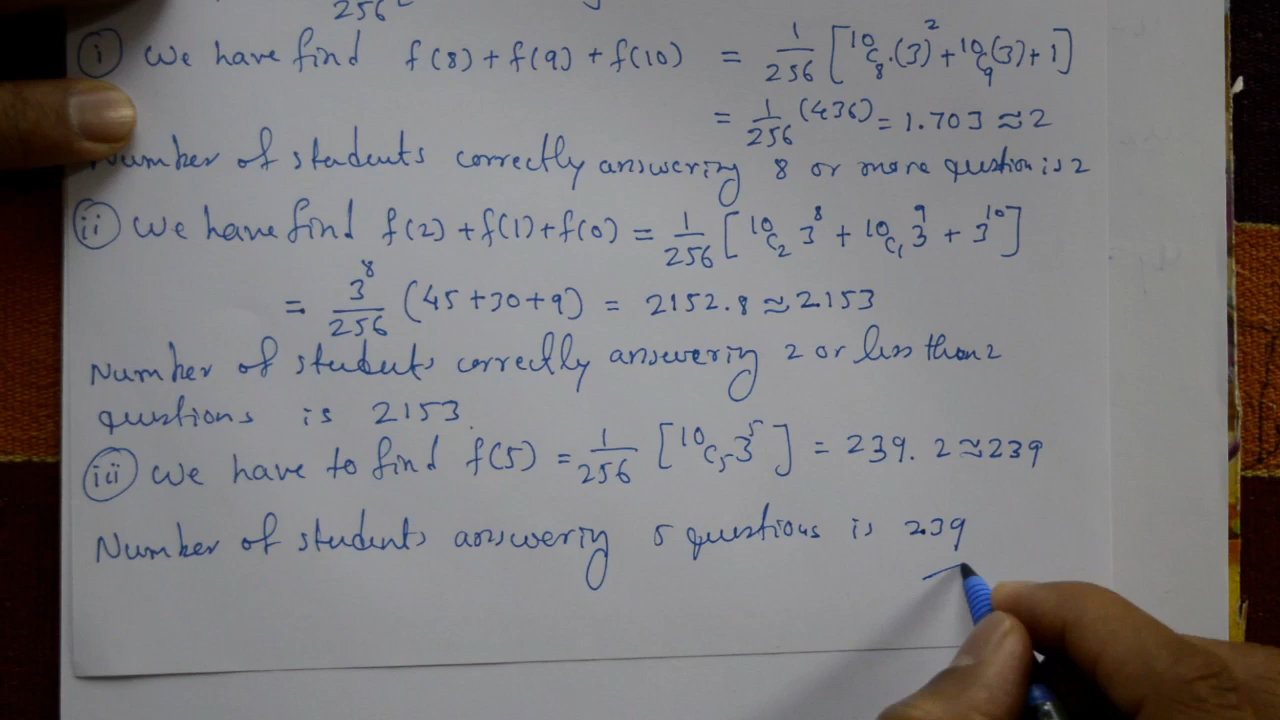 256
(i) We have find f(8) + f(9) + f(10) = 1/256 [10C8·(3)^2 + 10C9(3) + 1]
= 1/256 (436) = 1.703 ≈ 2
Number of students correctly answering 8 or more question is 2
(ii) We have find f(2) + f(1) + f(0) = 1/256 [10C2 3^8 + 10C1 3^9 + 3^10]
= 3^8/256 (45 + 30 + 9) = 2152.8 ≈ 2153
Number of students correctly answering 2 or less than 2
questions is 2153.
(iii) We have to find f(5) = 1/256 [10C5 3^5] = 239.2 ≈ 239
Number of students answering 5 questions is 239